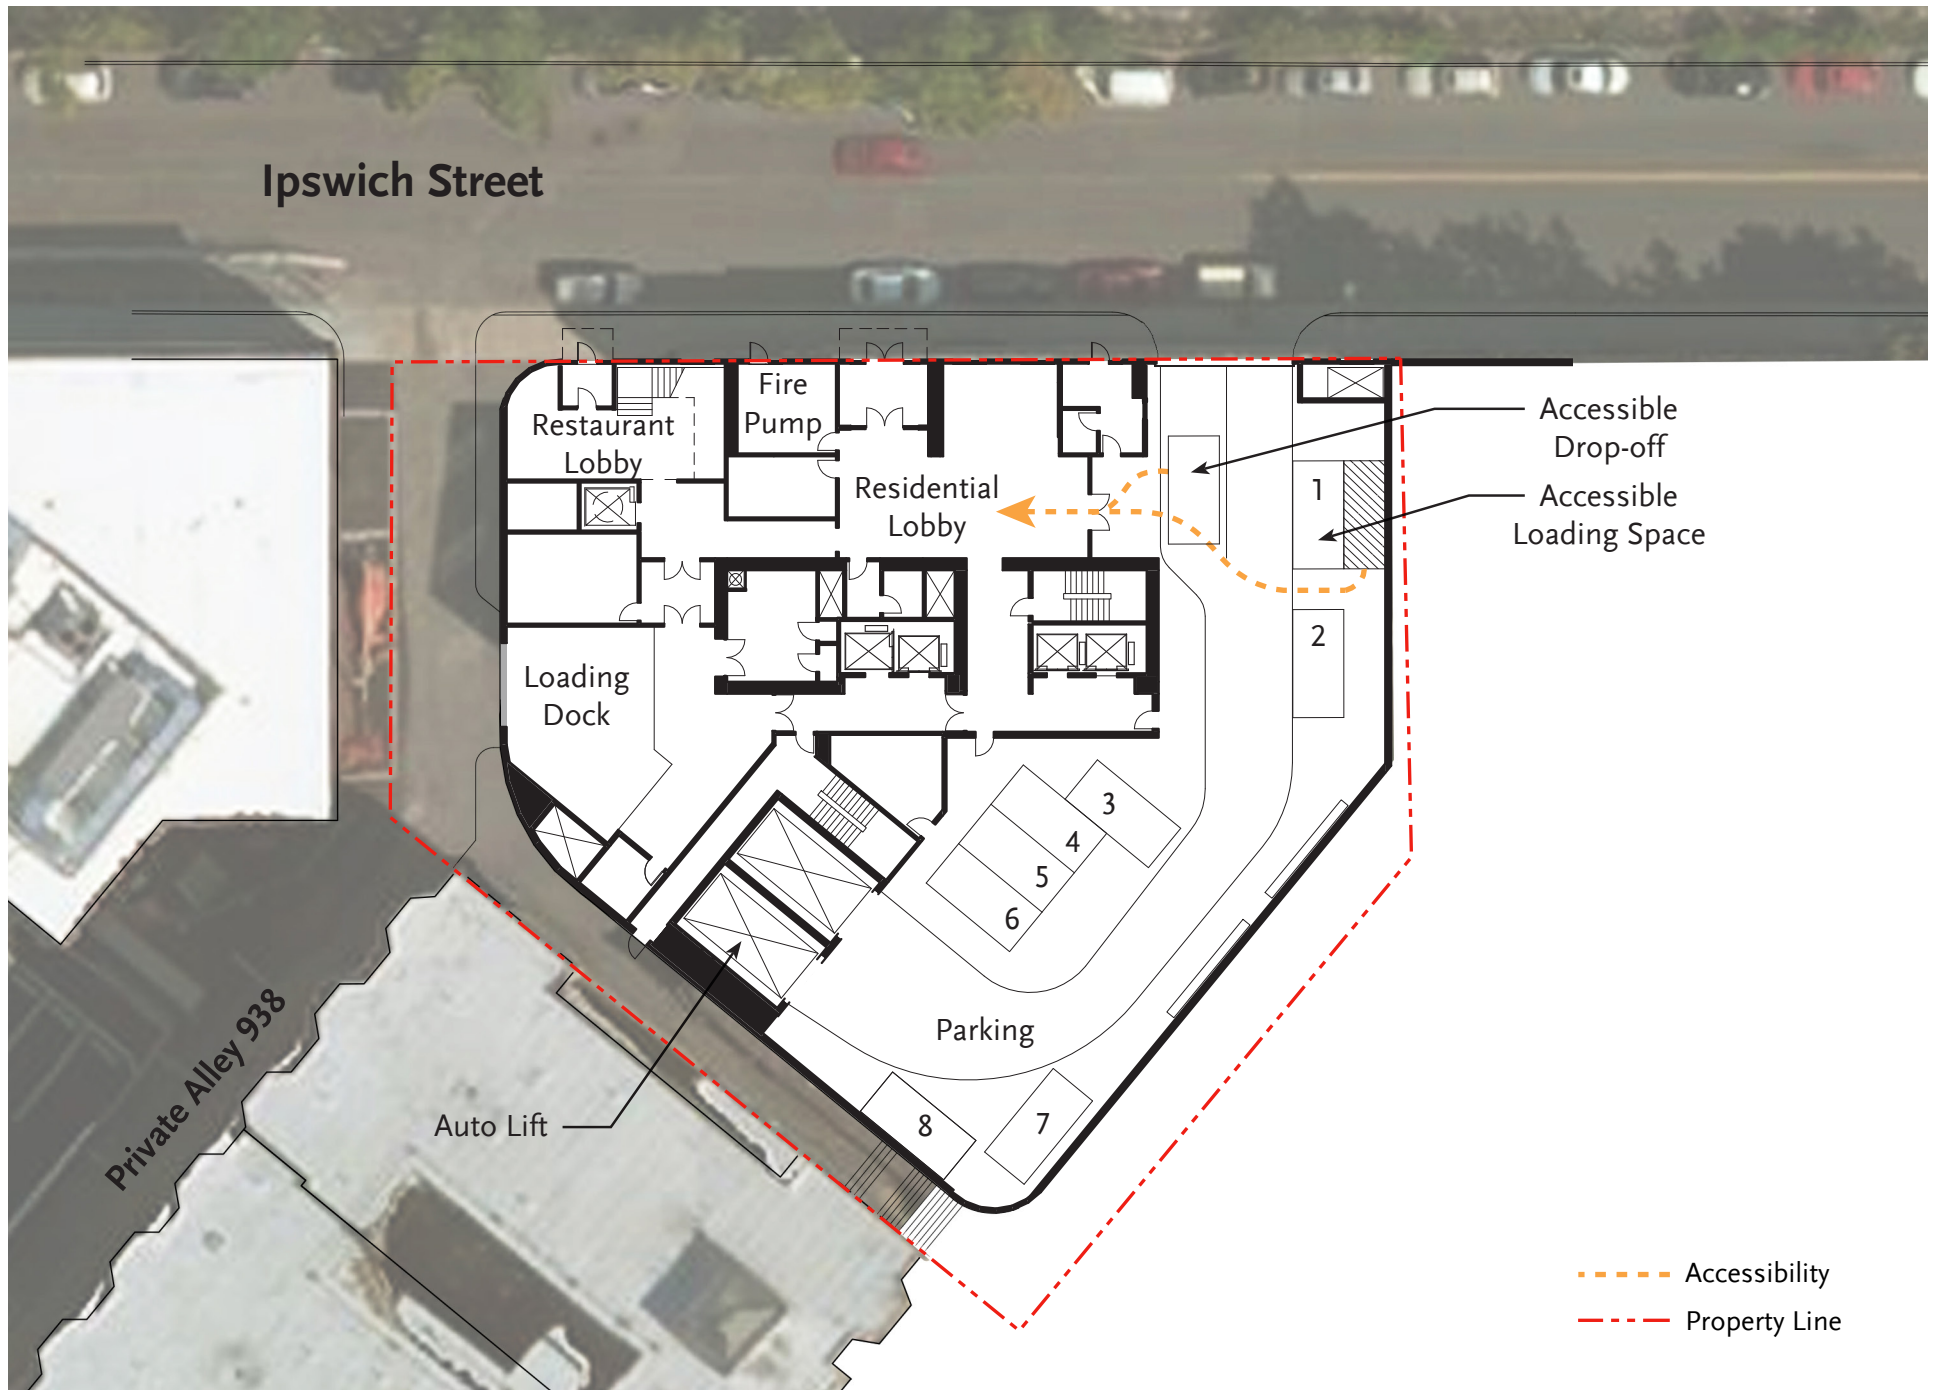 Ipswich Street
Fire
Pump
Restaurant
Lobby
Accessible
Drop-off
Residential
Lobby
1
Accessible
Loading Space
2
Loading
Dock
3
4
5
6
Parking
Private Alley 938
Auto Lift
8
7
Accessibility
Property Line